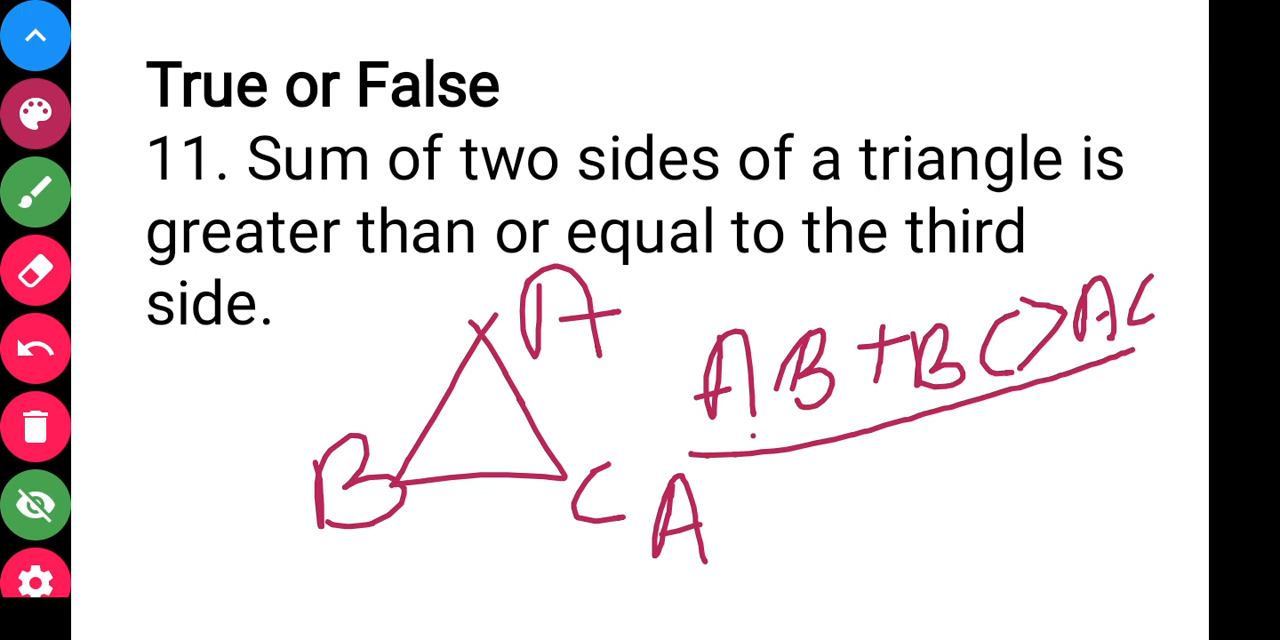 True or False
11. Sum of two sides of a triangle is
greater than or equal to the third
side.
A
AB+BC>AC
B
C
A